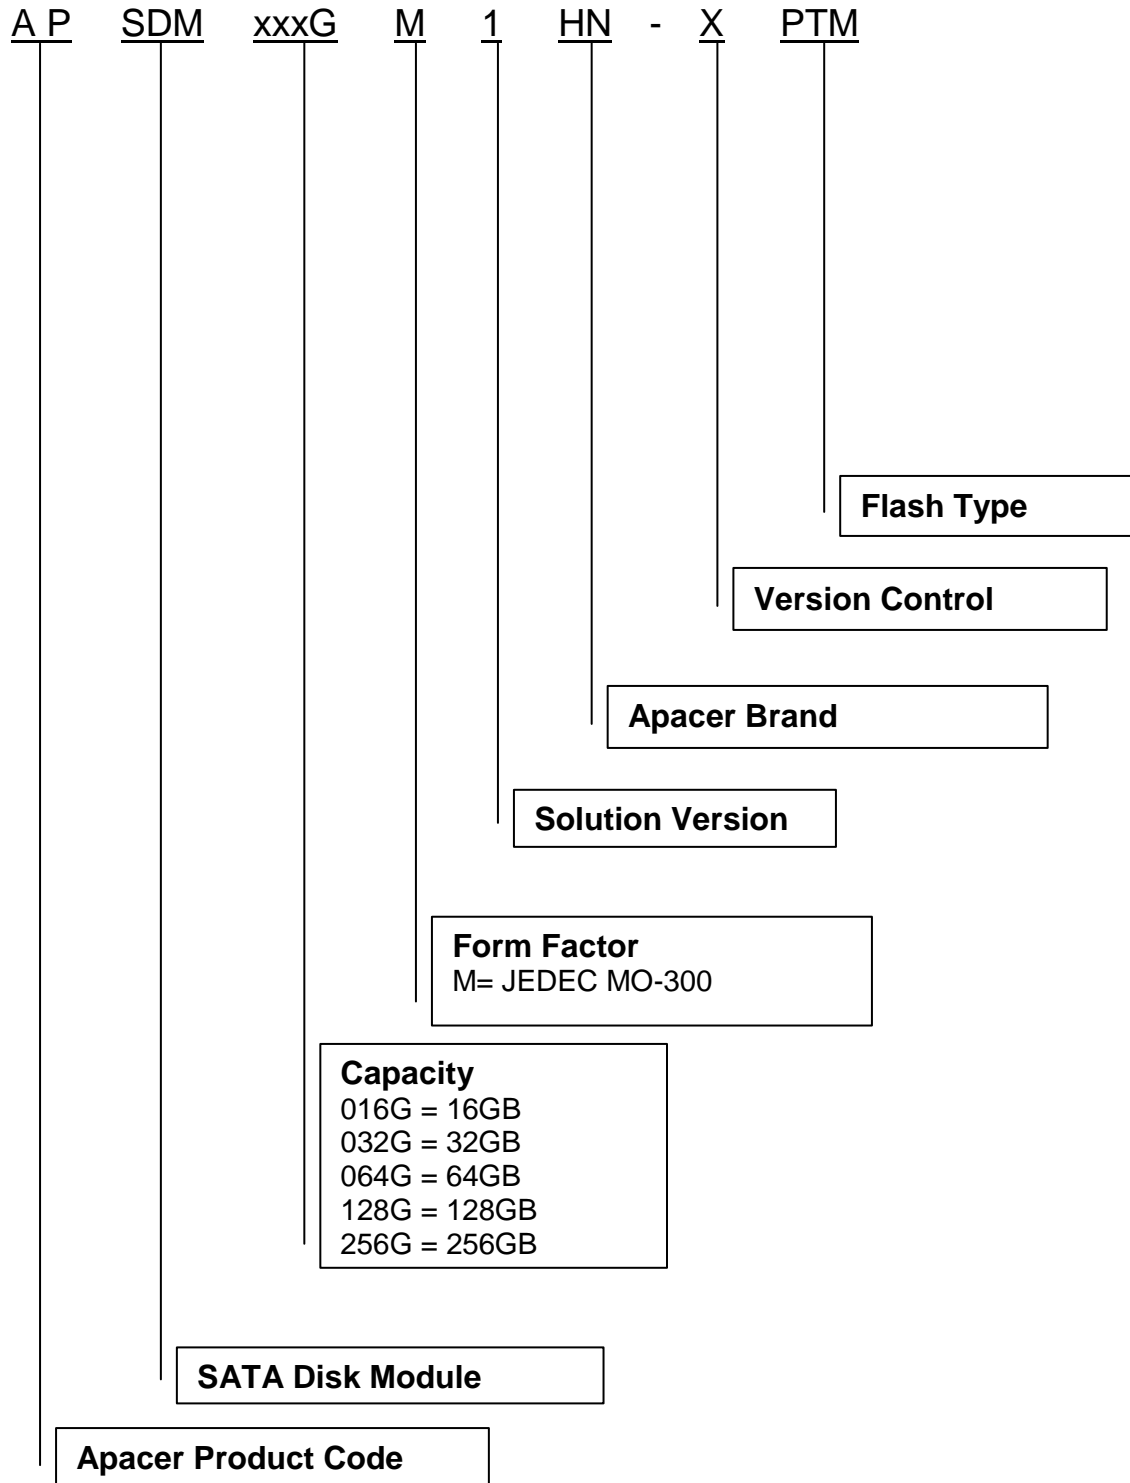 A P SDM xxxG M 1 HN - X PTM
Flash Type
Version Control
Apacer Brand
Solution Version
Form Factor
M= JEDEC MO-300
Capacity
016G = 16GB
032G = 32GB
064G = 64GB
128G = 128GB
256G = 256GB
SATA Disk Module
Apacer Product Code